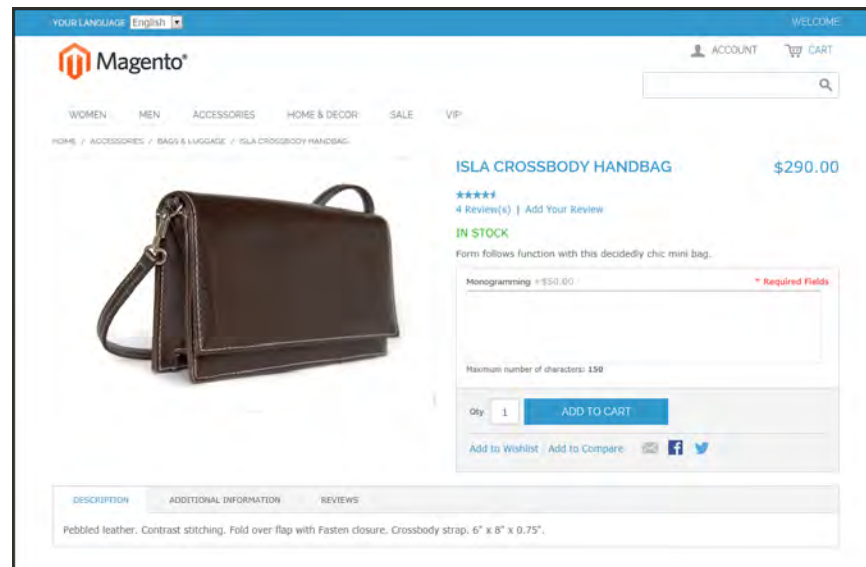 YOUR LANGUAGE English WELCOME
Magento®
ACCOUNT CART
WOMEN MEN ACCESSORIES HOME & DECOR SALE VIP
HOME / ACCESSORIES / BAGS & LUGGAGE / ISLA CROSSBODY HANDBAG
ISLA CROSSBODY HANDBAG $290.00
4 Review(s) | Add Your Review
IN STOCK
Form follows function with this decidedly chic mini bag.
Monogramming +$50.00 * Required Fields
Maximum number of characters: 150
Qty 1 ADD TO CART
Add to Wishlist Add to Compare
DESCRIPTION ADDITIONAL INFORMATION REVIEWS
Pebbled leather. Contrast stitching. Fold over flap with Fasten closure. Crossbody strap. 6" x 8" x 0.75".